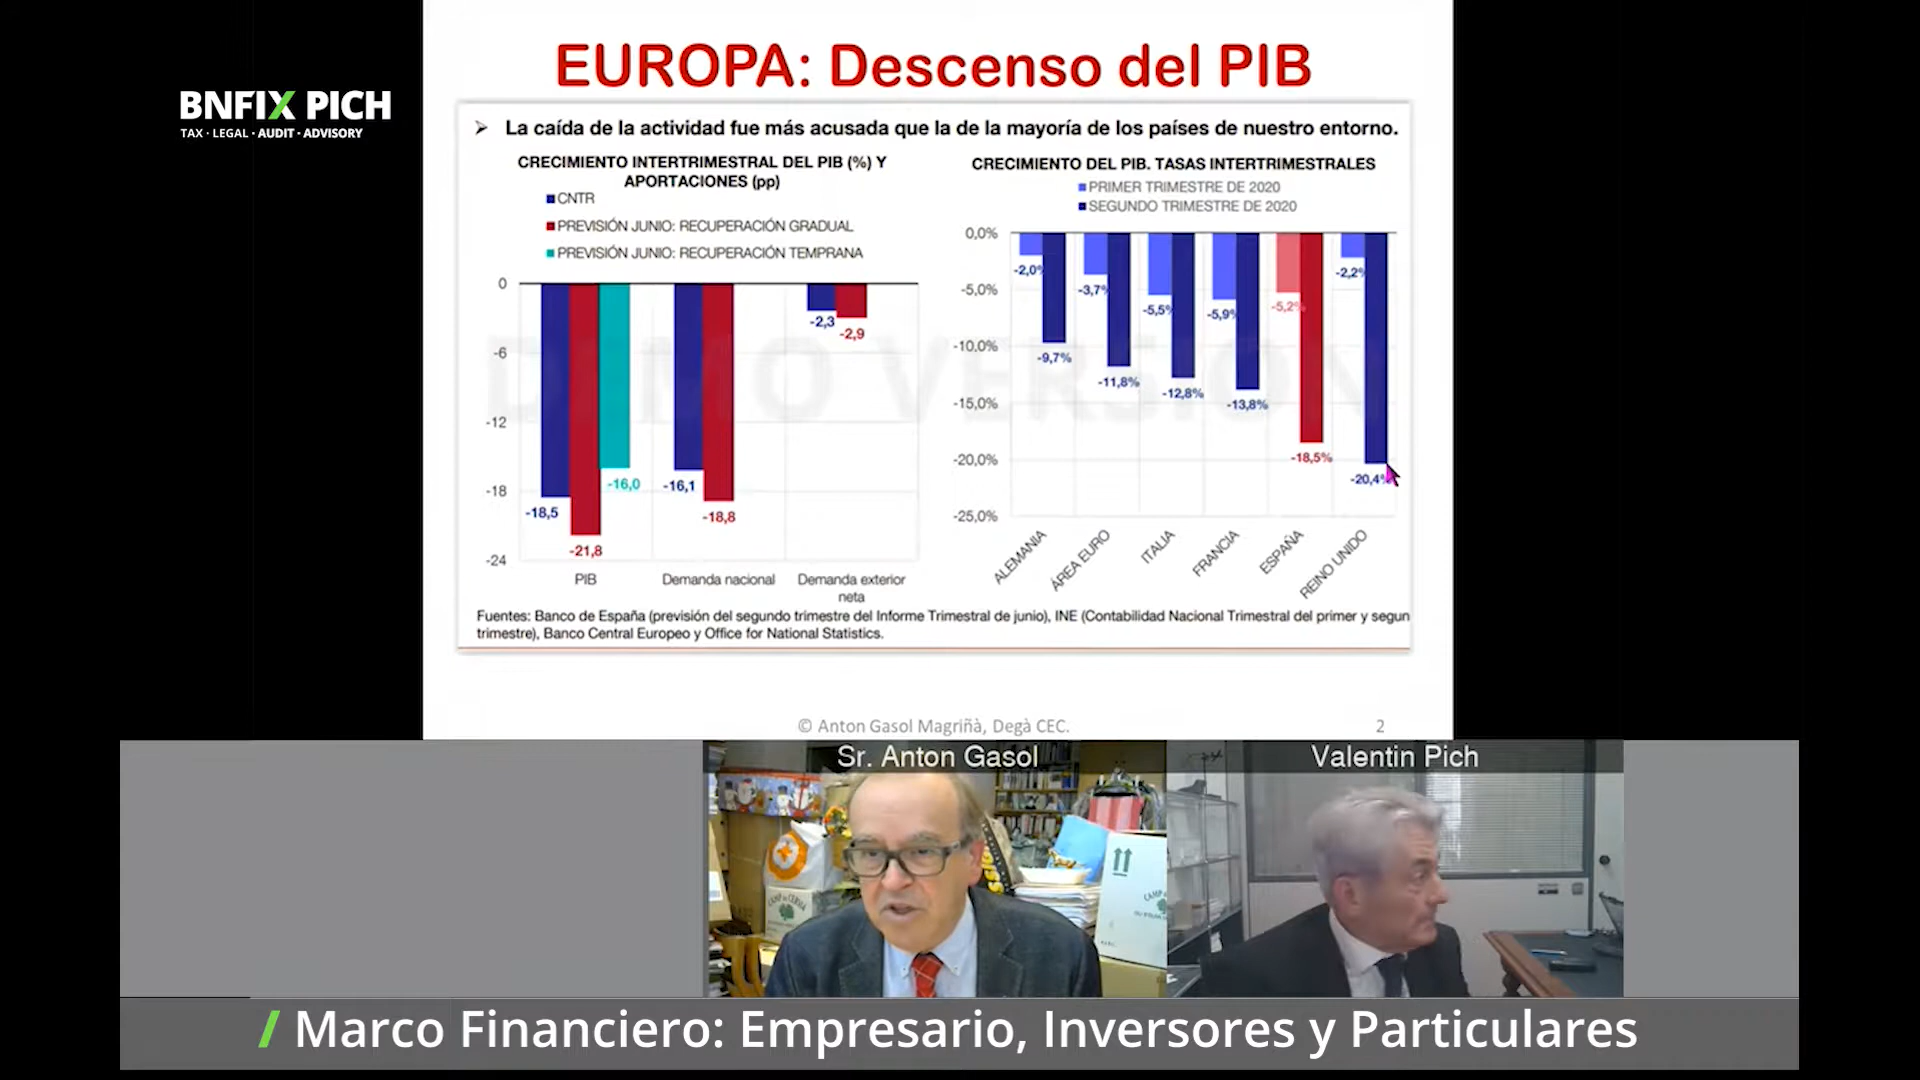 EUROPA: Descenso del PIB
BNFIX PICH
TAX · LEGAL · AUDIT · ADVISORY
La caída de la actividad fue más acusada que la de la mayoría de los países de nuestro entorno.
CRECIMIENTO INTERTRIMESTRAL DEL PIB (%) Y
APORTACIONES (pp)
CNTR
PREVISIÓN JUNIO: RECUPERACIÓN GRADUAL
PREVISIÓN JUNIO: RECUPERACIÓN TEMPRANA
0
-6
-12
-18
-24
-18,5
-21,8
-16,0
-16,1
-18,8
-2,3
-2,9
PIB
Demanda nacional
Demanda exterior
neta
CRECIMIENTO DEL PIB. TASAS INTERTRIMESTRALES
PRIMER TRIMESTRE DE 2020
SEGUNDO TRIMESTRE DE 2020
0,0%
-5,0%
-10,0%
-15,0%
-20,0%
-25,0%
-2,0%
-9,7%
-3,7%
-11,8%
-5,5%
-12,8%
-5,9%
-13,8%
-5,2%
-18,5%
-2,2%
-20,4%
ALEMANIA
ÁREA EURO
ITALIA
FRANCIA
ESPAÑA
REINO UNIDO
DEMO VERSION
Fuentes: Banco de España (previsión del segundo trimestre del Informe Trimestral de junio), INE (Contabilidad Nacional Trimestral del primer y segun
trimestre), Banco Central Europeo y Office for National Statistics.
© Anton Gasol Magriñà, Degà CEC.
2
Sr. Anton Gasol
Valentin Pich
/ Marco Financiero: Empresario, Inversores y Particulares